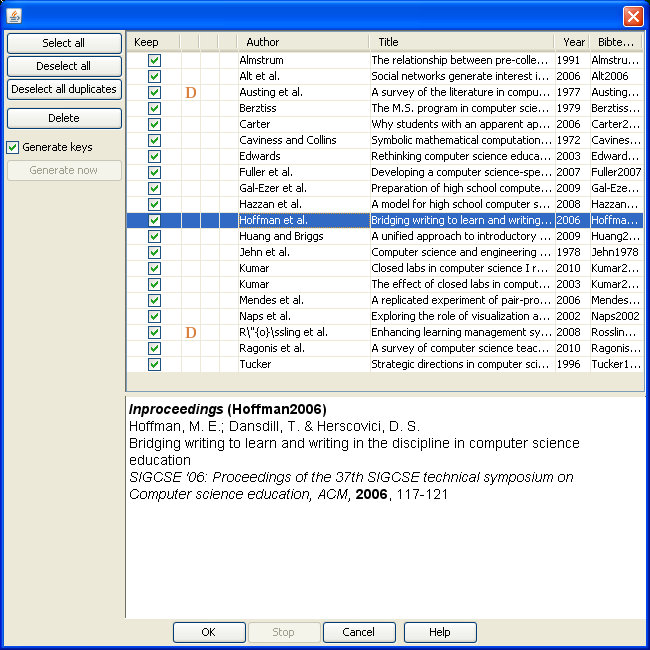 Select all
Deselect all
Deselect all duplicates
Delete
Generate keys
Generate now
Keep Author Title Year Bibte...
Almstrum The relationship between pre-colle... 1991 Almstru...
Alt et al. Social networks generate interest i... 2006 Alt2006
D Austing et al. A survey of the literature in compu... 1977 Austing...
Berztiss The M.S. program in computer scie... 1979 Berztiss...
Carter Why students with an apparent ap... 2006 Carter2...
Caviness and Collins Symbolic mathematical computation... 1972 Cavines...
Edwards Rethinking computer science educa... 2003 Edward...
Fuller et al. Developing a computer science-spe... 2007 Fuller2007
Gal-Ezer et al. Preparation of high school compute... 2009 Gal-Eze...
Hazzan et al. A model for high school computer s... 2008 Hazzan...
Hoffman et al. Bridging writing to learn and writing... 2006 Hoffma...
Huang and Briggs A unified approach to introductory ... 2009 Huang2...
Jehn et al. Computer science and engineering ... 1978 Jehn1978
Kumar Closed labs in computer science I r... 2010 Kumar2...
Kumar The effect of closed labs in comput... 2003 Kumar2...
Mendes et al. A replicated experiment of pair-pro... 2006 Mendes...
Naps et al. Exploring the role of visualization a... 2002 Naps2002
D R\"{o}\ssling et al. Enhancing learning management sy... 2008 Rosslin...
Ragonis et al. A survey of computer science teac... 2010 Ragonis...
Tucker Strategic directions in computer sci... 1996 Tucker1...
Inproceedings (Hoffman2006)
Hoffman, M. E.; Dansdill, T. & Herscovici, D. S.
Bridging writing to learn and writing in the discipline in computer science
education
SIGCSE '06: Proceedings of the 37th SIGCSE technical symposium on
Computer science education, ACM, 2006, 117-121
OK Stop Cancel Help